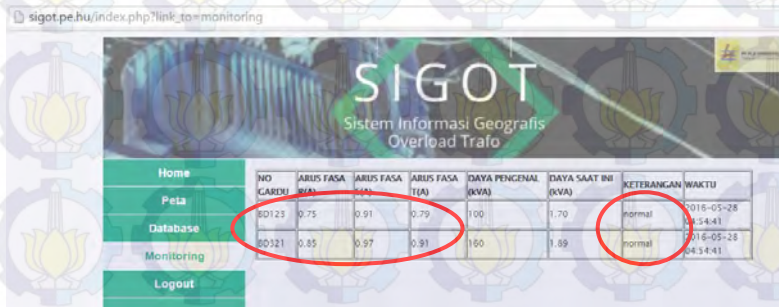 sigot.pe.hu/index.php?link_to=monitoring
SIGOT
Sistem Informasi Geografis
Overload Trafo
Home
Peta
Database
Monitoring
Logout
NO GARDU ARUS FASA R(A) ARUS FASA ARUS FASA T(A) DAYA PENGENAL (kVA) DAYA SAAT INI (kVA) KETERANGAN WAKTU
BD123 0.75 0.91 0.79 100 1.70 normal 2016-05-28 04:54:41
BD321 0.85 0.97 0.91 160 1.89 normal 2016-05-28 04:54:41